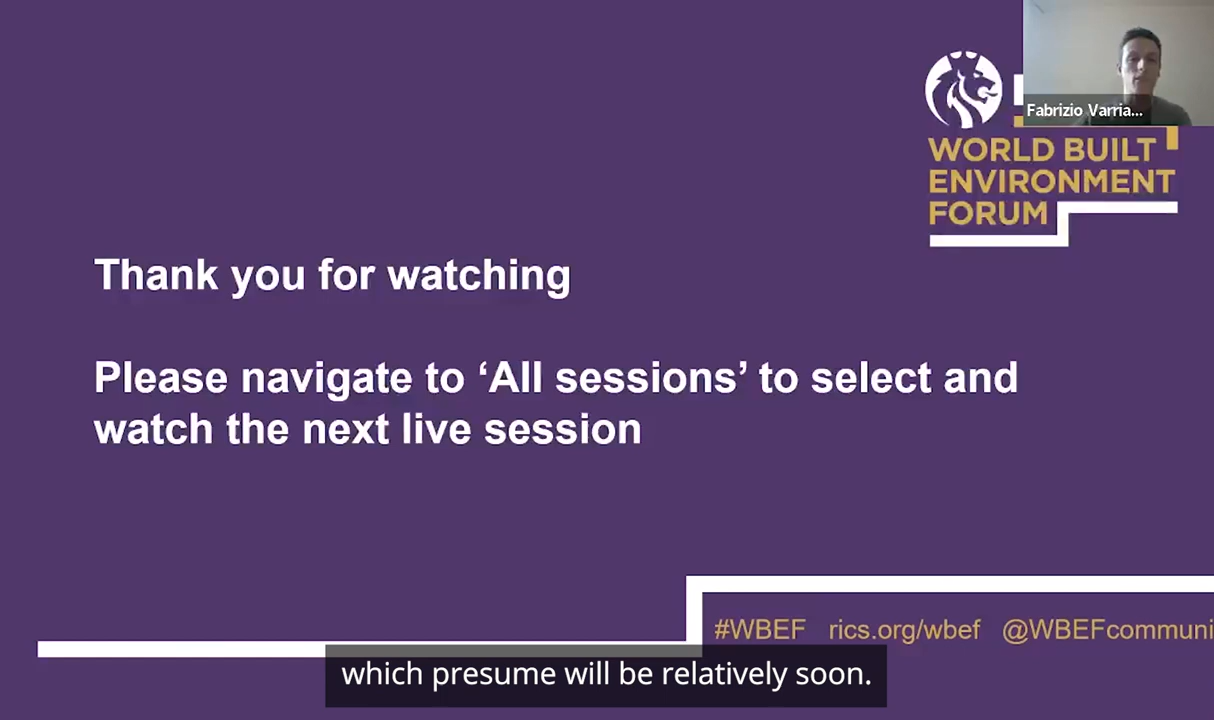 Fabrizio Varria...
WORLD BUILT
ENVIRONMENT
FORUM
Thank you for watching
Please navigate to ‘All sessions’ to select and
watch the next live session
#WBEF rics.org/wbef @WBEFcommuni
which presume will be relatively soon.